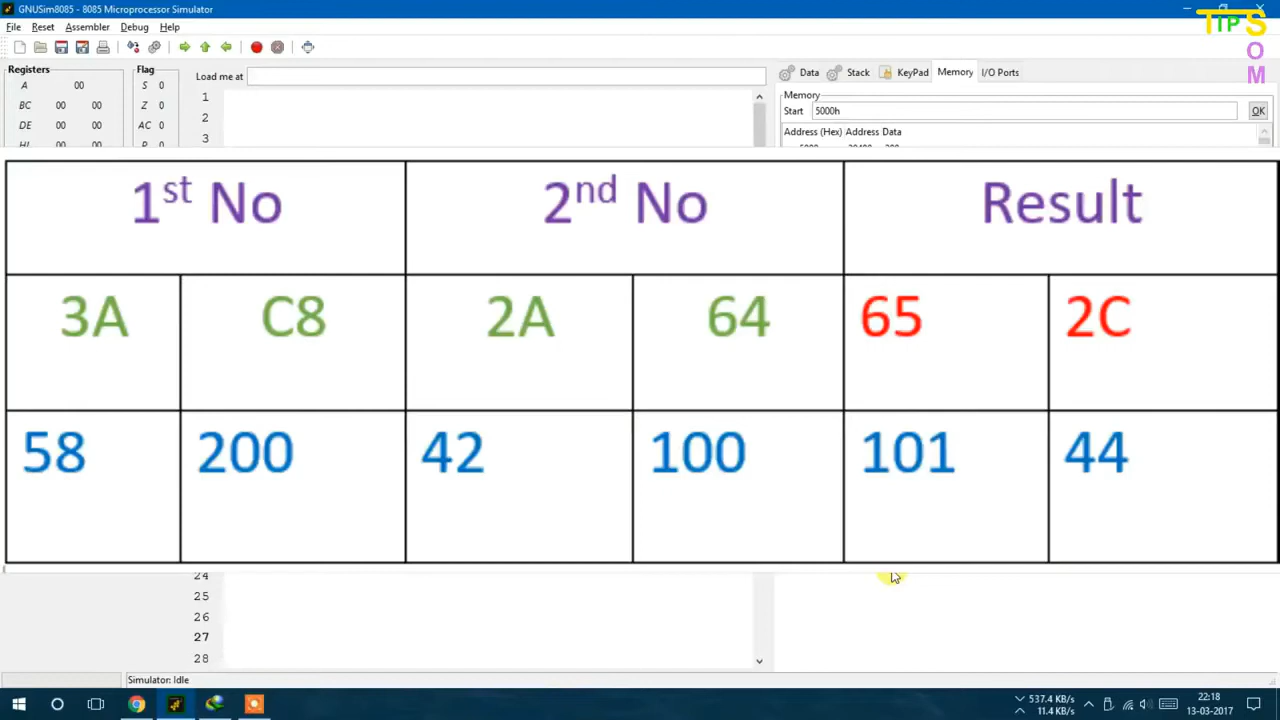 GNUSim8085 - 8085 Microprocessor Simulator
TIPS
OM
File Reset Assembler Debug Help
Registers
Flag
Load me at
Data Stack KeyPad Memory I/O Ports
A 00
S 0
1
Memory
BC 00 00
Z 0
2
Start 5000h OK
DE 00 00
AC 0
3
Address (Hex) Address Data
1st No 2nd No Result
3A C8 2A 64 65 2C
58 200 42 100 101 44
24
25
26
27
28
Simulator: Idle
537.4 KB/s
11.4 KB/s
22:18
13-03-2017